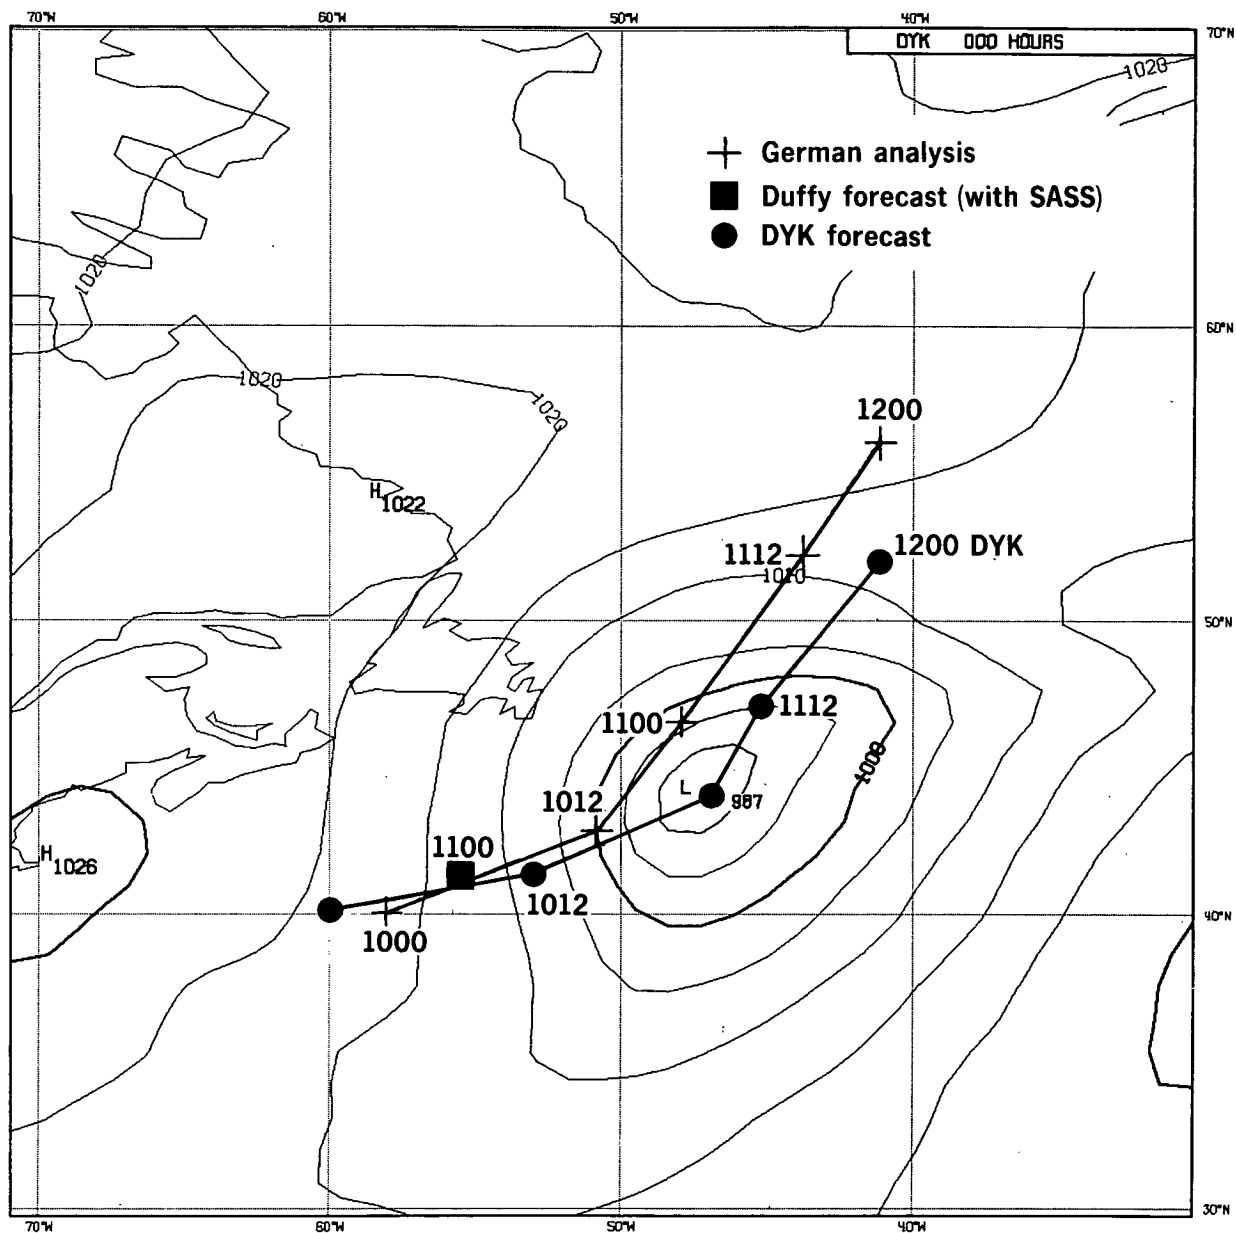 70°W 60°W 50°W 40°W
70°N
DYK 000 HOURS
1020
German analysis
Duffy forecast (with SASS)
DYK forecast
1020
60°N
1020
1020
1200
H 1022
1112
1200 DYK
1010
50°N
1100
1112
1000
L 987
1012
1100
H 1026
1012
40°N
1000
30°N
70°W 60°W 50°W 40°W